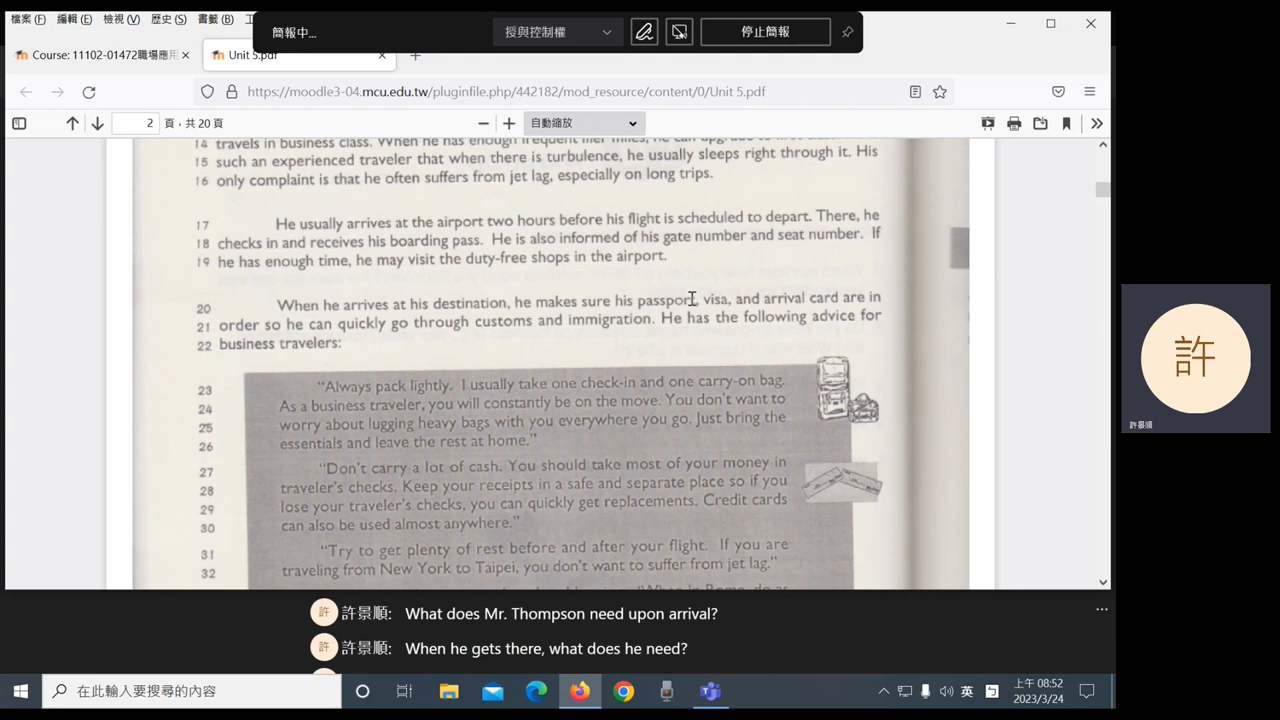 檔案(F) 編輯(E) 檢視(V) 歷史(S) 書籤(B)
簡報中...
授與控制權
停止簡報
Course: 11102-01472職場應用
Unit 5.pdf
https://moodle3-04.mcu.edu.tw/pluginfile.php/442182/mod_resource/content/0/Unit 5.pdf
2 頁，共 20 頁
自動縮放
14 travels in business class. When he has enough frequent flier miles, he can upgrade to first class
15 such an experienced traveler that when there is turbulence, he usually sleeps right through it. His
16 only complaint is that he often suffers from jet lag, especially on long trips.
17 He usually arrives at the airport two hours before his flight is scheduled to depart. There, he
18 checks in and receives his boarding pass. He is also informed of his gate number and seat number. If
19 he has enough time, he may visit the duty-free shops in the airport.
20 When he arrives at his destination, he makes sure his passport, visa, and arrival card are in
21 order so he can quickly go through customs and immigration. He has the following advice for
22 business travelers:
23 "Always pack lightly. I usually take one check-in and one carry-on bag.
24 As a business traveler, you will constantly be on the move. You don't want to
25 worry about lugging heavy bags with you everywhere you go. Just bring the
26 essentials and leave the rest at home."
27 "Don't carry a lot of cash. You should take most of your money in
28 traveler's checks. Keep your receipts in a safe and separate place so if you
29 lose your traveler's checks, you can quickly get replacements. Credit cards
30 can also be used almost anywhere."
31 "Try to get plenty of rest before and after your flight. If you are
32 traveling from New York to Taipei, you don't want to suffer from jet lag."
"When in Rome, do as
許
許景順
許 許景順: What does Mr. Thompson need upon arrival?
許 許景順: When he gets there, what does he need?
在此輸入要搜尋的內容
英
上午 08:52
2023/3/24